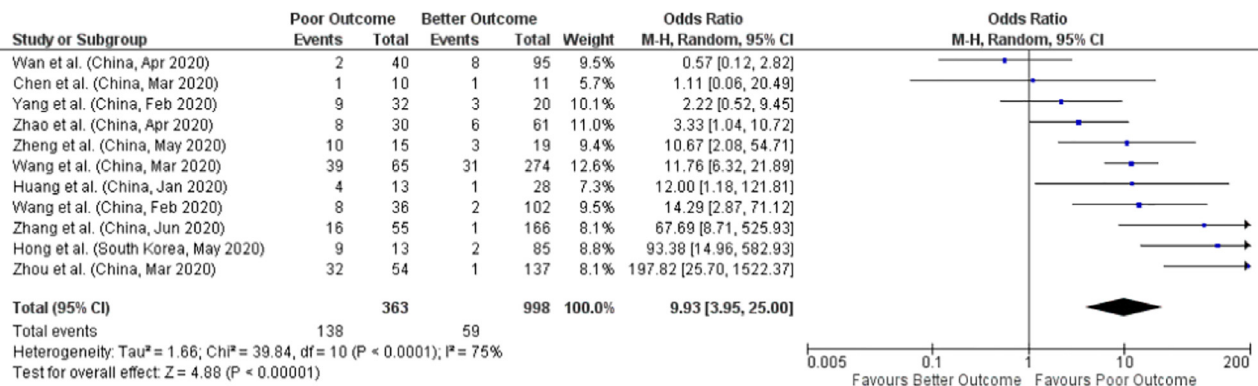 Poor Outcome Better Outcome Odds Ratio Odds Ratio
Study or Subgroup Events Total Events Total Weight M-H, Random, 95% CI M-H, Random, 95% CI
Wan et al. (China, Apr 2020) 2 40 8 95 9.5% 0.57 [0.12, 2.82]
Chen et al. (China, Mar 2020) 1 10 1 11 5.7% 1.11 [0.06, 20.49]
Yang et al. (China, Feb 2020) 9 32 3 20 10.1% 2.22 [0.52, 9.45]
Zhao et al. (China, Apr 2020) 8 30 6 61 11.0% 3.33 [1.04, 10.72]
Zheng et al. (China, May 2020) 10 15 3 19 9.4% 10.67 [2.08, 54.71]
Wang et al. (China, Mar 2020) 39 65 31 274 12.6% 11.76 [6.32, 21.89]
Huang et al. (China, Jan 2020) 4 13 1 28 7.3% 12.00 [1.18, 121.81]
Wang et al. (China, Feb 2020) 8 36 2 102 9.5% 14.29 [2.87, 71.12]
Zhang et al. (China, Jun 2020) 16 55 1 166 8.1% 67.69 [8.71, 525.93]
Hong et al. (South Korea, May 2020) 9 13 2 85 8.8% 93.38 [14.96, 582.93]
Zhou et al. (China, Mar 2020) 32 54 1 137 8.1% 197.82 [25.70, 1522.37]
Total (95% CI) 363 998 100.0% 9.93 [3.95, 25.00]
Total events 138 59
Heterogeneity: Tau² = 1.66; Chi² = 39.84, df = 10 (P < 0.0001); I² = 75%
Test for overall effect: Z = 4.88 (P < 0.00001)
0.005 0.1 1 10 200
Favours Better Outcome Favours Poor Outcome